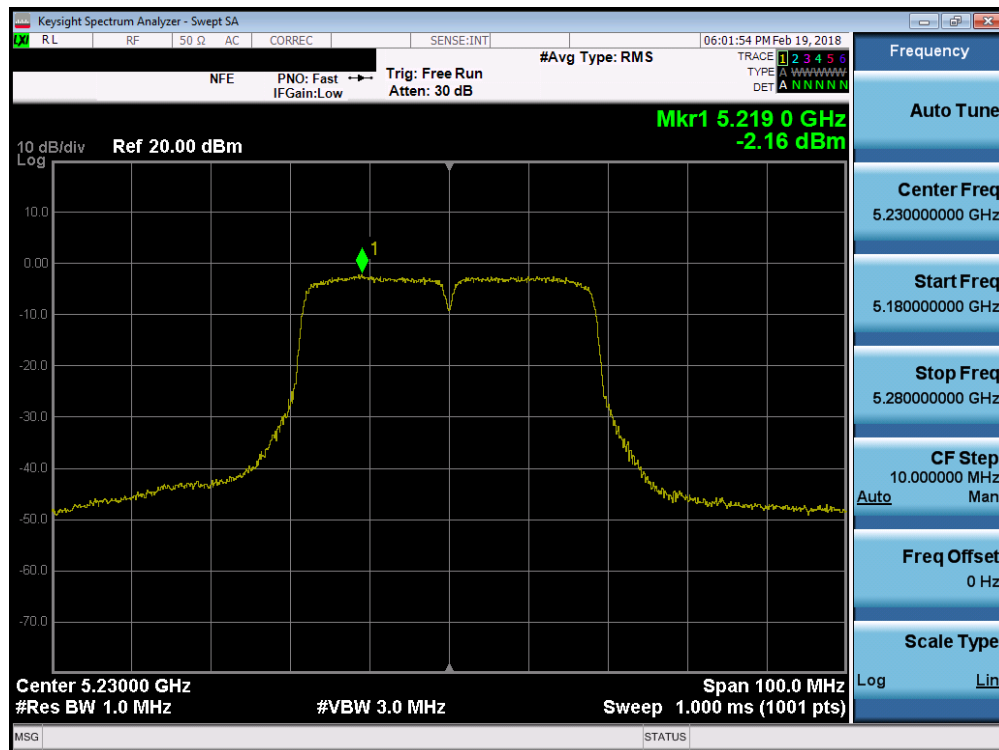 Keysight Spectrum Analyzer - Swept SA
LXI RL RF 50 Ω AC CORREC SENSE:INT 06:01:54 PM Feb 19, 2018
#Avg Type: RMS TRACE 1 2 3 4 5 6
NFE PNO: Fast Trig: Free Run TYPE A WWWWW
IFGain:Low Atten: 30 dB DET A N N N N N
Mkr1 5.219 0 GHz
-2.16 dBm
10 dB/div Ref 20.00 dBm
Log
10.0
0.00
-10.0
-20.0
-30.0
-40.0
-50.0
-60.0
-70.0
1
Center 5.23000 GHz Span 100.0 MHz
#Res BW 1.0 MHz #VBW 3.0 MHz Sweep 1.000 ms (1001 pts)
MSG STATUS
Frequency
Auto Tune
Center Freq
5.230000000 GHz
Start Freq
5.180000000 GHz
Stop Freq
5.280000000 GHz
CF Step
10.000000 MHz
Auto Man
Freq Offset
0 Hz
Scale Type
Log Lin